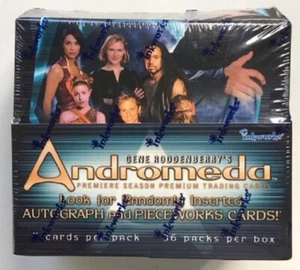 inkworks
GENE RODDENBERRY'S
Andromeda
PREMIERE SEASON PREMIUM TRADING CARDS
Look for Randomly Inserted
AUTOGRAPH and PIECEWORKS CARDS!
cards per pack 36 packs per box